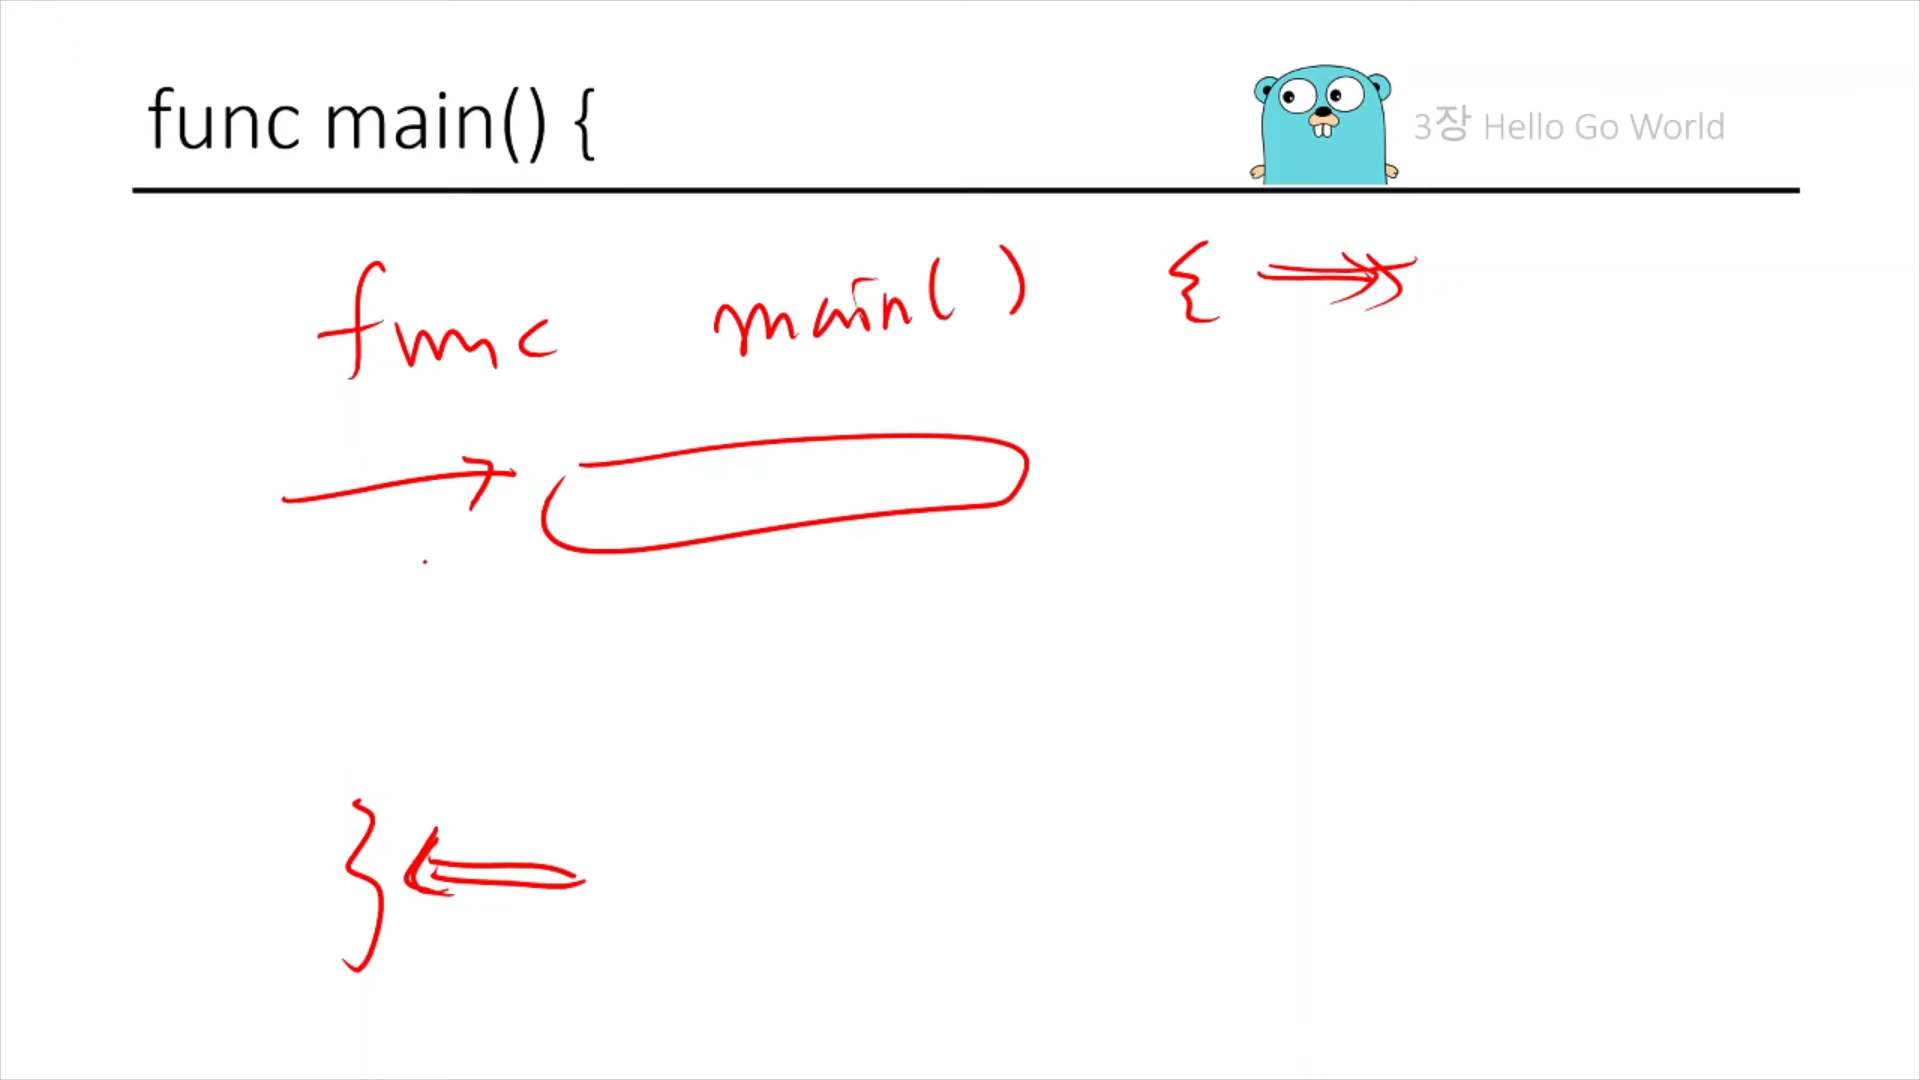 func main() {
3장 Hello Go World
func main() {
}